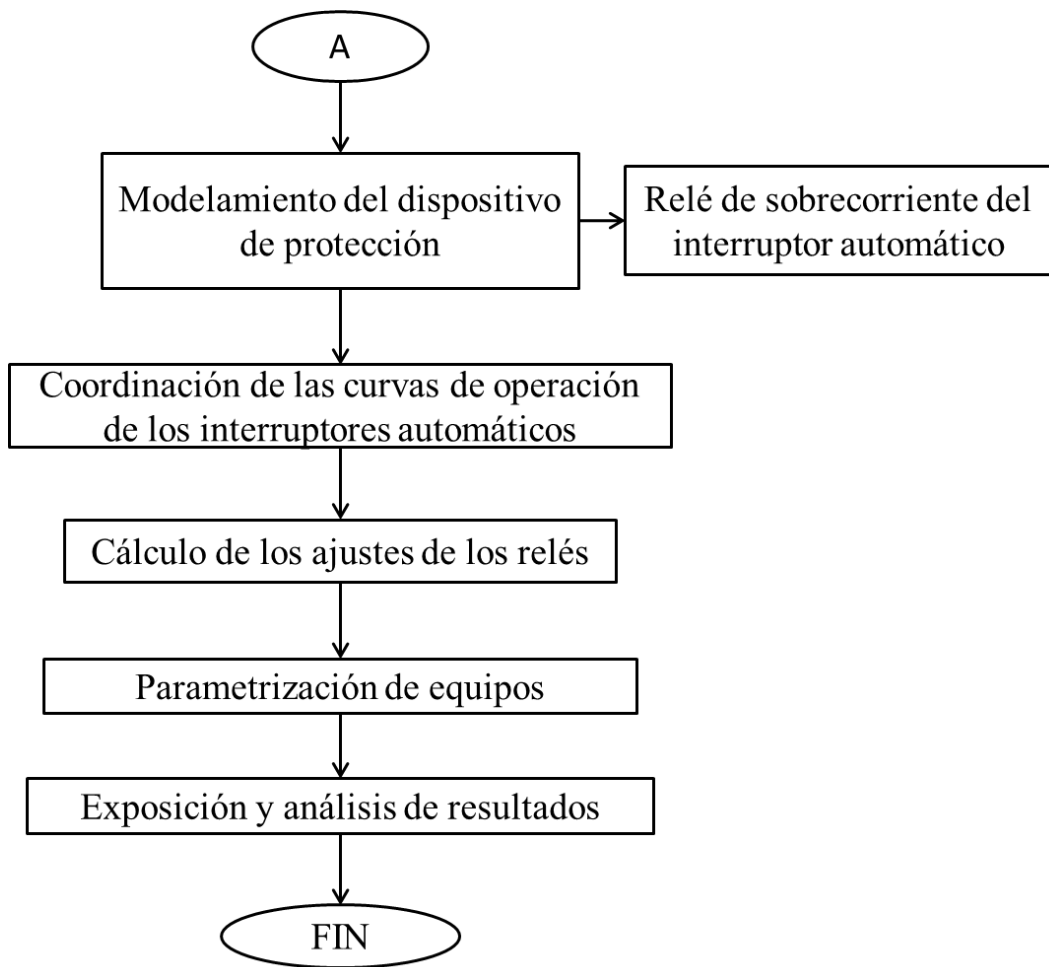 A
Modelamiento del dispositivo
de protección
Relé de sobrecorriente del
interruptor automático
Coordinación de las curvas de operación
de los interruptores automáticos
Cálculo de los ajustes de los relés
Parametrización de equipos
Exposición y análisis de resultados
FIN